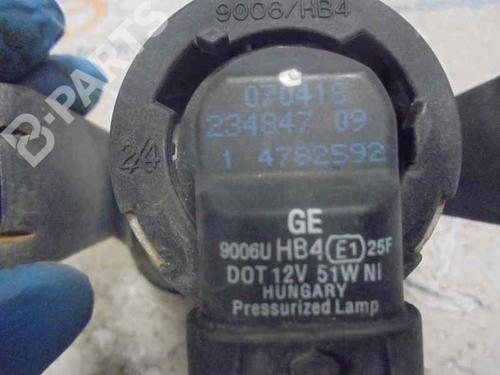 9006/HB4
B-PARTS
070418
234847 09
1 4782592
24
GE
9006U HB4 E1 25F
DOT 12V 51W NI
HUNGARY
Pressurized Lamp